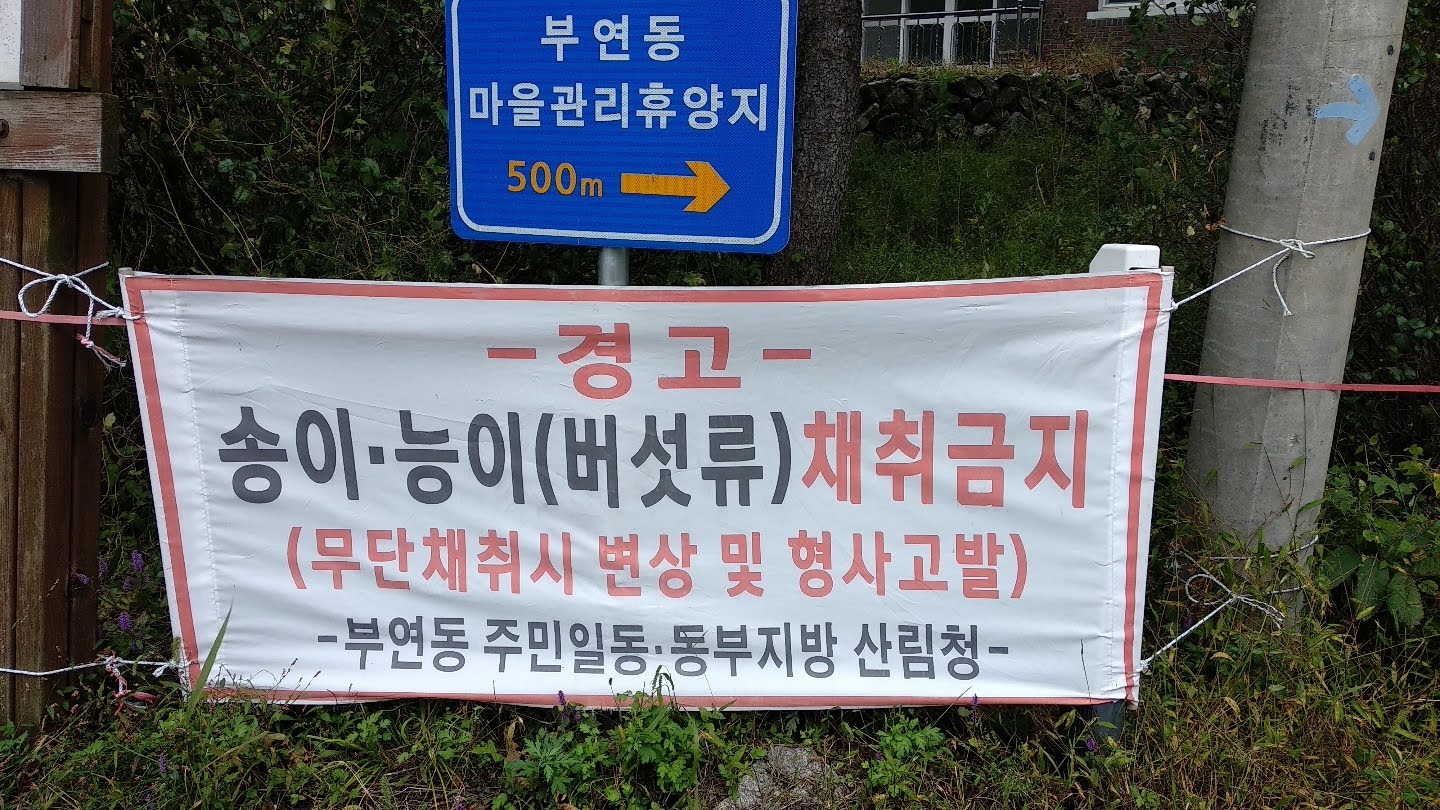 부연동
마을관리휴양지
500m
-경고-
송이·능이(버섯류)채취금지
(무단채취시 변상 및 형사고발)
-부연동 주민일동·동부지방 산림청-